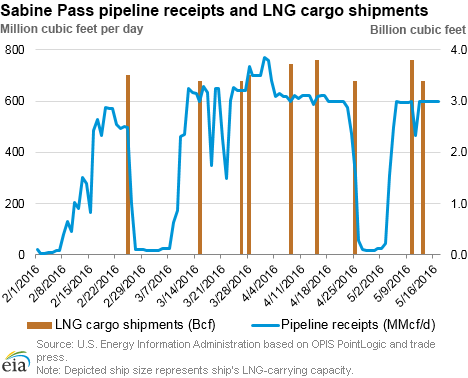 Sabine Pass pipeline receipts and LNG cargo shipments
Million cubic feet per day Billion cubic feet
800 4.0
600 3.0
400 2.0
200 1.0
0 0.0
2/1/2016 2/8/2016 2/15/2016 2/22/2016 2/29/2016 3/7/2016 3/14/2016 3/21/2016 3/28/2016 4/4/2016 4/11/2016 4/18/2016 4/25/2016 5/2/2016 5/9/2016 5/16/2016
LNG cargo shipments (Bcf) Pipeline receipts (MMcf/d)
Source: U.S. Energy Information Administration based on OPIS PointLogic and trade
press.
Note: Depicted ship size represents ship's LNG-carrying capacity.
eia